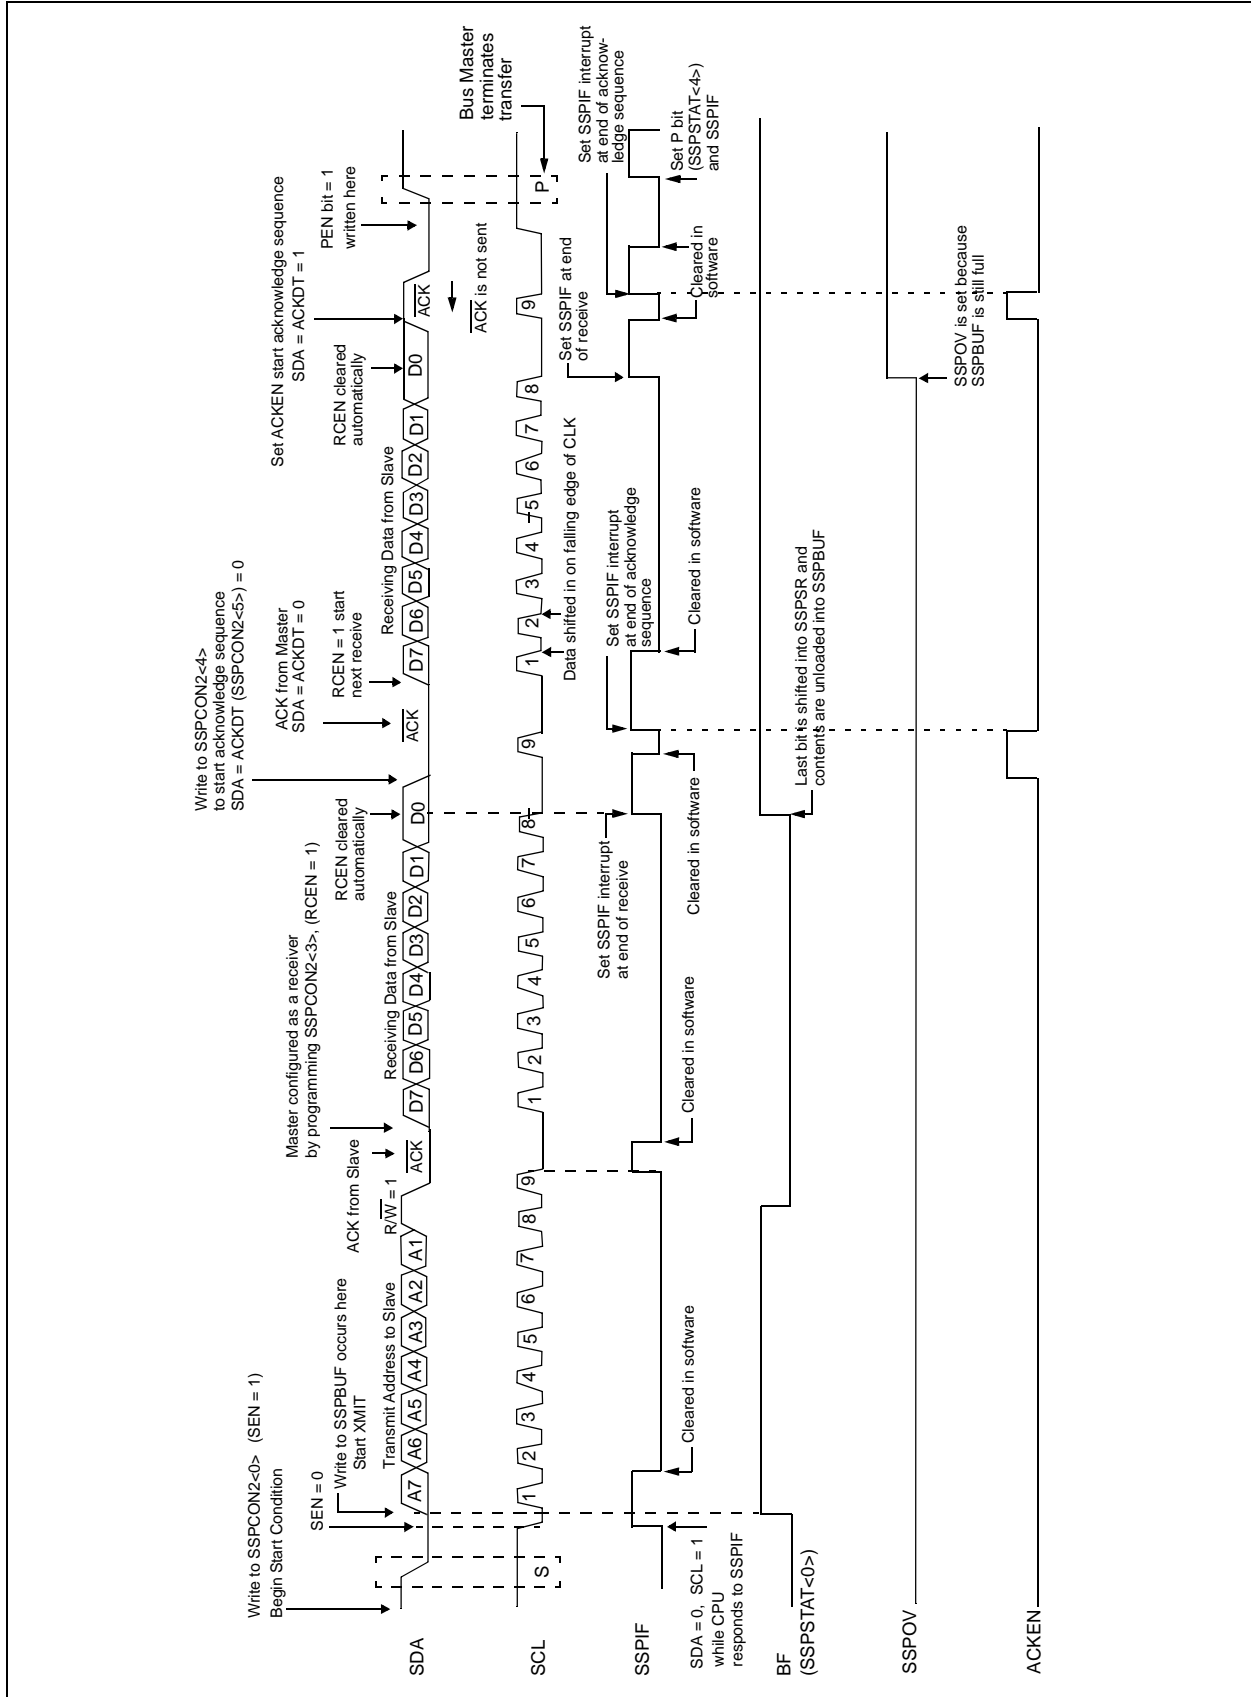 Write to SSPCON2<0> (SEN = 1)
Begin Start Condition
SEN = 0
Write to SSPBUF occurs here
Start XMIT
Transmit Address to Slave
ACK from Slave
R/W = 1
Master configured as a receiver
by programming SSPCON2<3>, (RCEN = 1)
Receiving Data from Slave
RCEN cleared
automatically
Write to SSPCON2<4>
to start acknowledge sequence
SDA = ACKDT (SSPCON2<5>) = 0
ACK from Master
SDA = ACKDT = 0
RCEN = 1 start
next receive
Receiving Data from Slave
RCEN cleared
automatically
Set ACKEN start acknowledge sequence
SDA = ACKDT = 1
PEN bit = 1
written here
SDA
A7 A6 A5 A4 A3 A2 A1
ACK
D7 D6 D5 D4 D3 D2 D1 D0
ACK
D7 D6 D5 D4 D3 D2 D1 D0
ACK
ACK is not sent
Bus Master
terminates
transfer
SCL
S
1 2 3 4 5 6 7 8 9
1 2 3 4 5 6 7 8 9
1 2 3 4 5 6 7 8 9
P
Data shifted in on falling edge of CLK
SSPIF
SDA = 0, SCL = 1
while CPU
responds to SSPIF
Cleared in software
Cleared in software
Set SSPIF interrupt
at end of receive
Cleared in software
Set SSPIF interrupt
at end of acknowledge
sequence
Cleared in software
Set SSPIF at end
of receive
Cleared in
software
Set SSPIF interrupt
at end of acknow-
ledge sequence
Set P bit
(SSPSTAT<4>)
and SSPIF
BF
(SSPSTAT<0>)
Last bit is shifted into SSPSR and
contents are unloaded into SSPBUF
SSPOV
SSPOV is set because
SSPBUF is still full
ACKEN